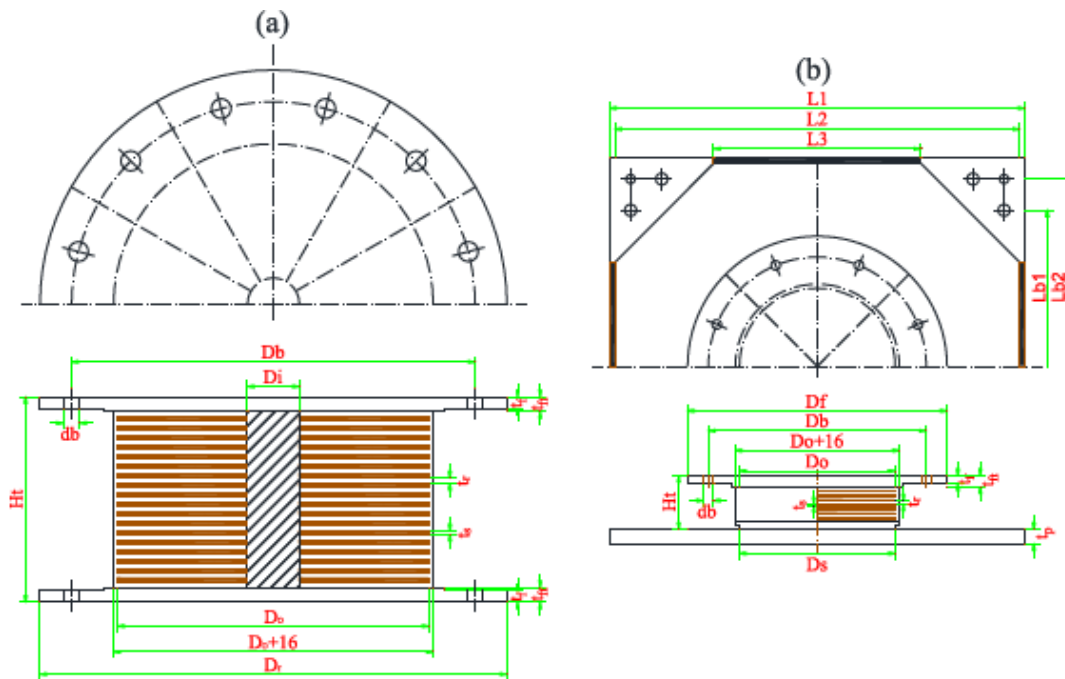 (a)
Db
Di
db
Ht
tf
tft
tr
ts
tf
tft
Do
Do+16
Df
(b)
L1
L2
L3
Lb1
Lb2
Df
Db
Do+16
Do
Ht
db
ts
tr
tf
tft
tp
Ds